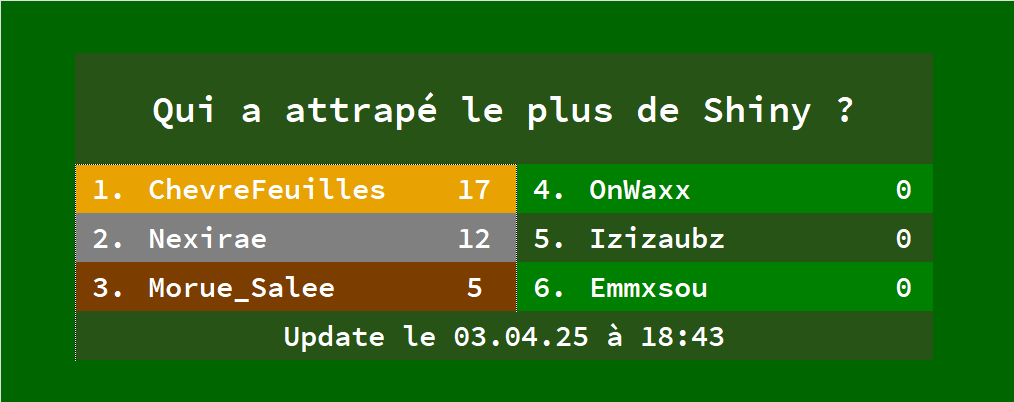 Qui a attrapé le plus de Shiny ?
1. ChevreFeuilles 17
2. Nexirae 12
3. Morue_Salee 5
4. OnWaxx 0
5. Izizaubz 0
6. Emmxsou 0
Update le 03.04.25 à 18:43